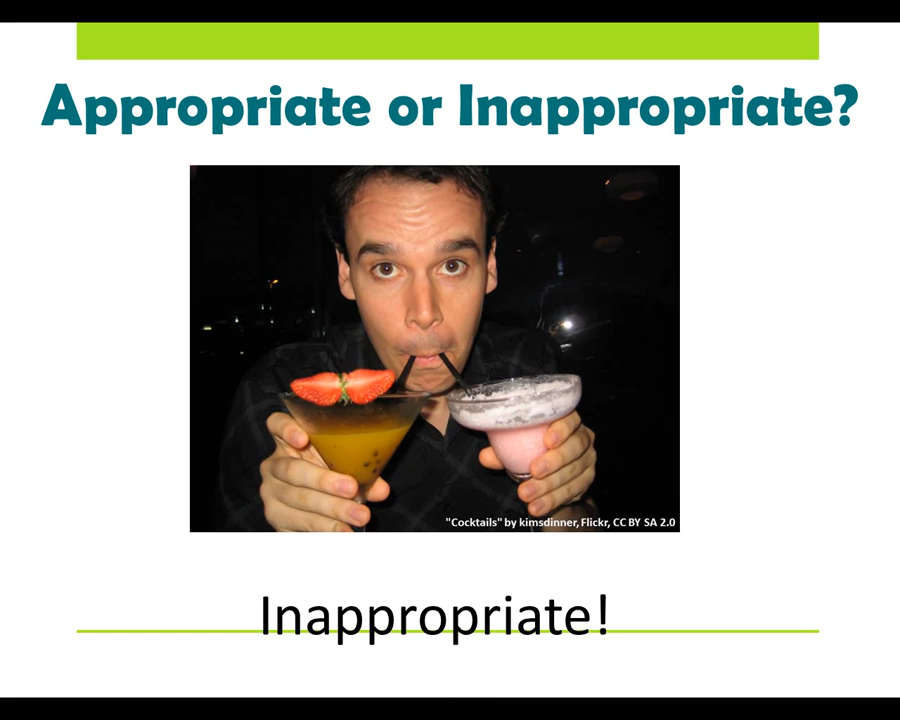 Appropriate or Inappropriate?
"Cocktails" by kimsdinner, Flickr, CC BY SA 2.0
Inappropriate!